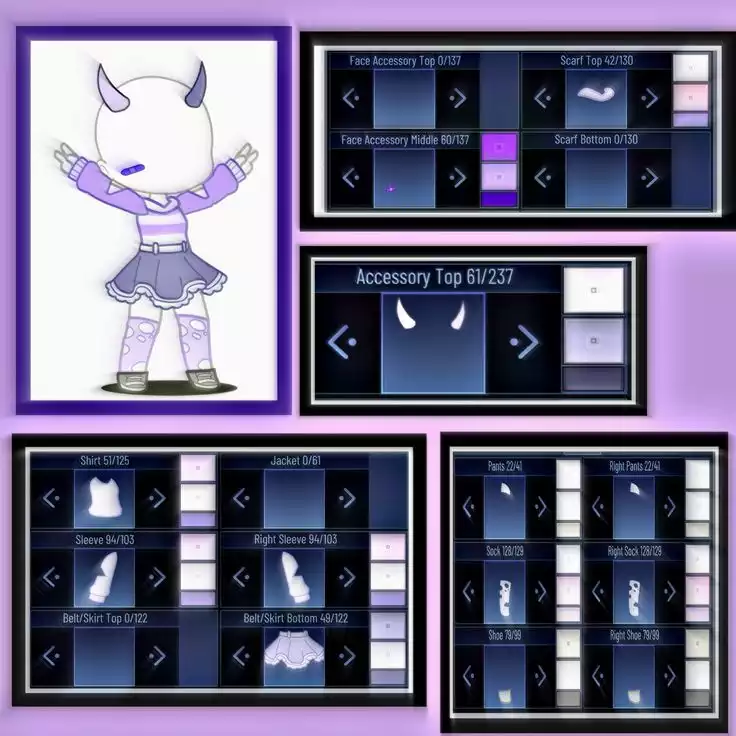 Face Accessory Top 0/137
Scarf Top 42/130
Face Accessory Middle 60/137
Scarf Bottom 0/130
Accessory Top 61/237
Shirt 51/125
Jacket 0/61
Sleeve 94/103
Right Sleeve 94/103
Belt/Skirt Top 0/122
Belt/Skirt Bottom 49/122
Pants 22/41
Right Pants 22/41
Sock 128/129
Right Sock 128/129
Shoe 79/99
Right Shoe 79/99